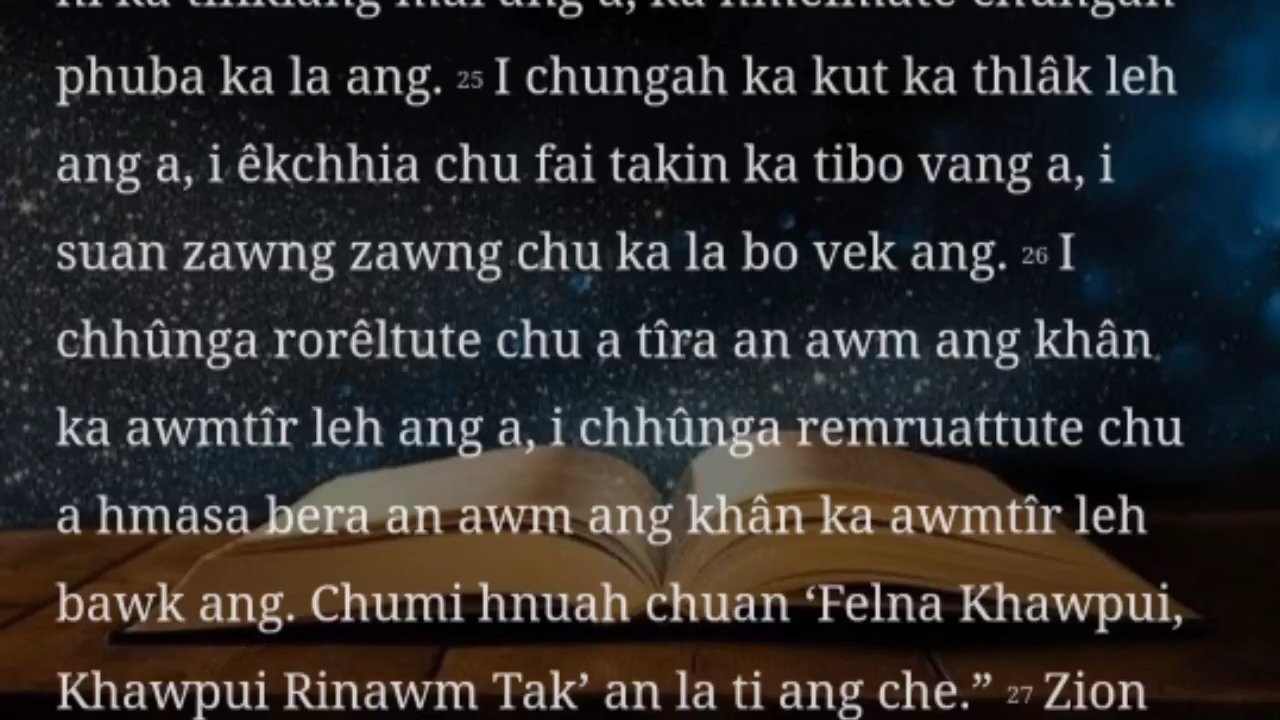 phuba ka la ang. 25 I chungah ka kut ka thlâk leh
ang a, i êkchhia chu fai takin ka tibo vang a, i
suan zawng zawng chu ka la bo vek ang. 26 I
chhûnga rorêltute chu a tîra an awm ang khân
ka awmtîr leh ang a, i chhûnga remruattute chu
a hmasa bera an awm ang khân ka awmtîr leh
bawk ang. Chumi hnuah chuan ‘Felna Khawpui,
Khawpui Rinawm Tak’ an la ti ang che.” 27 Zion